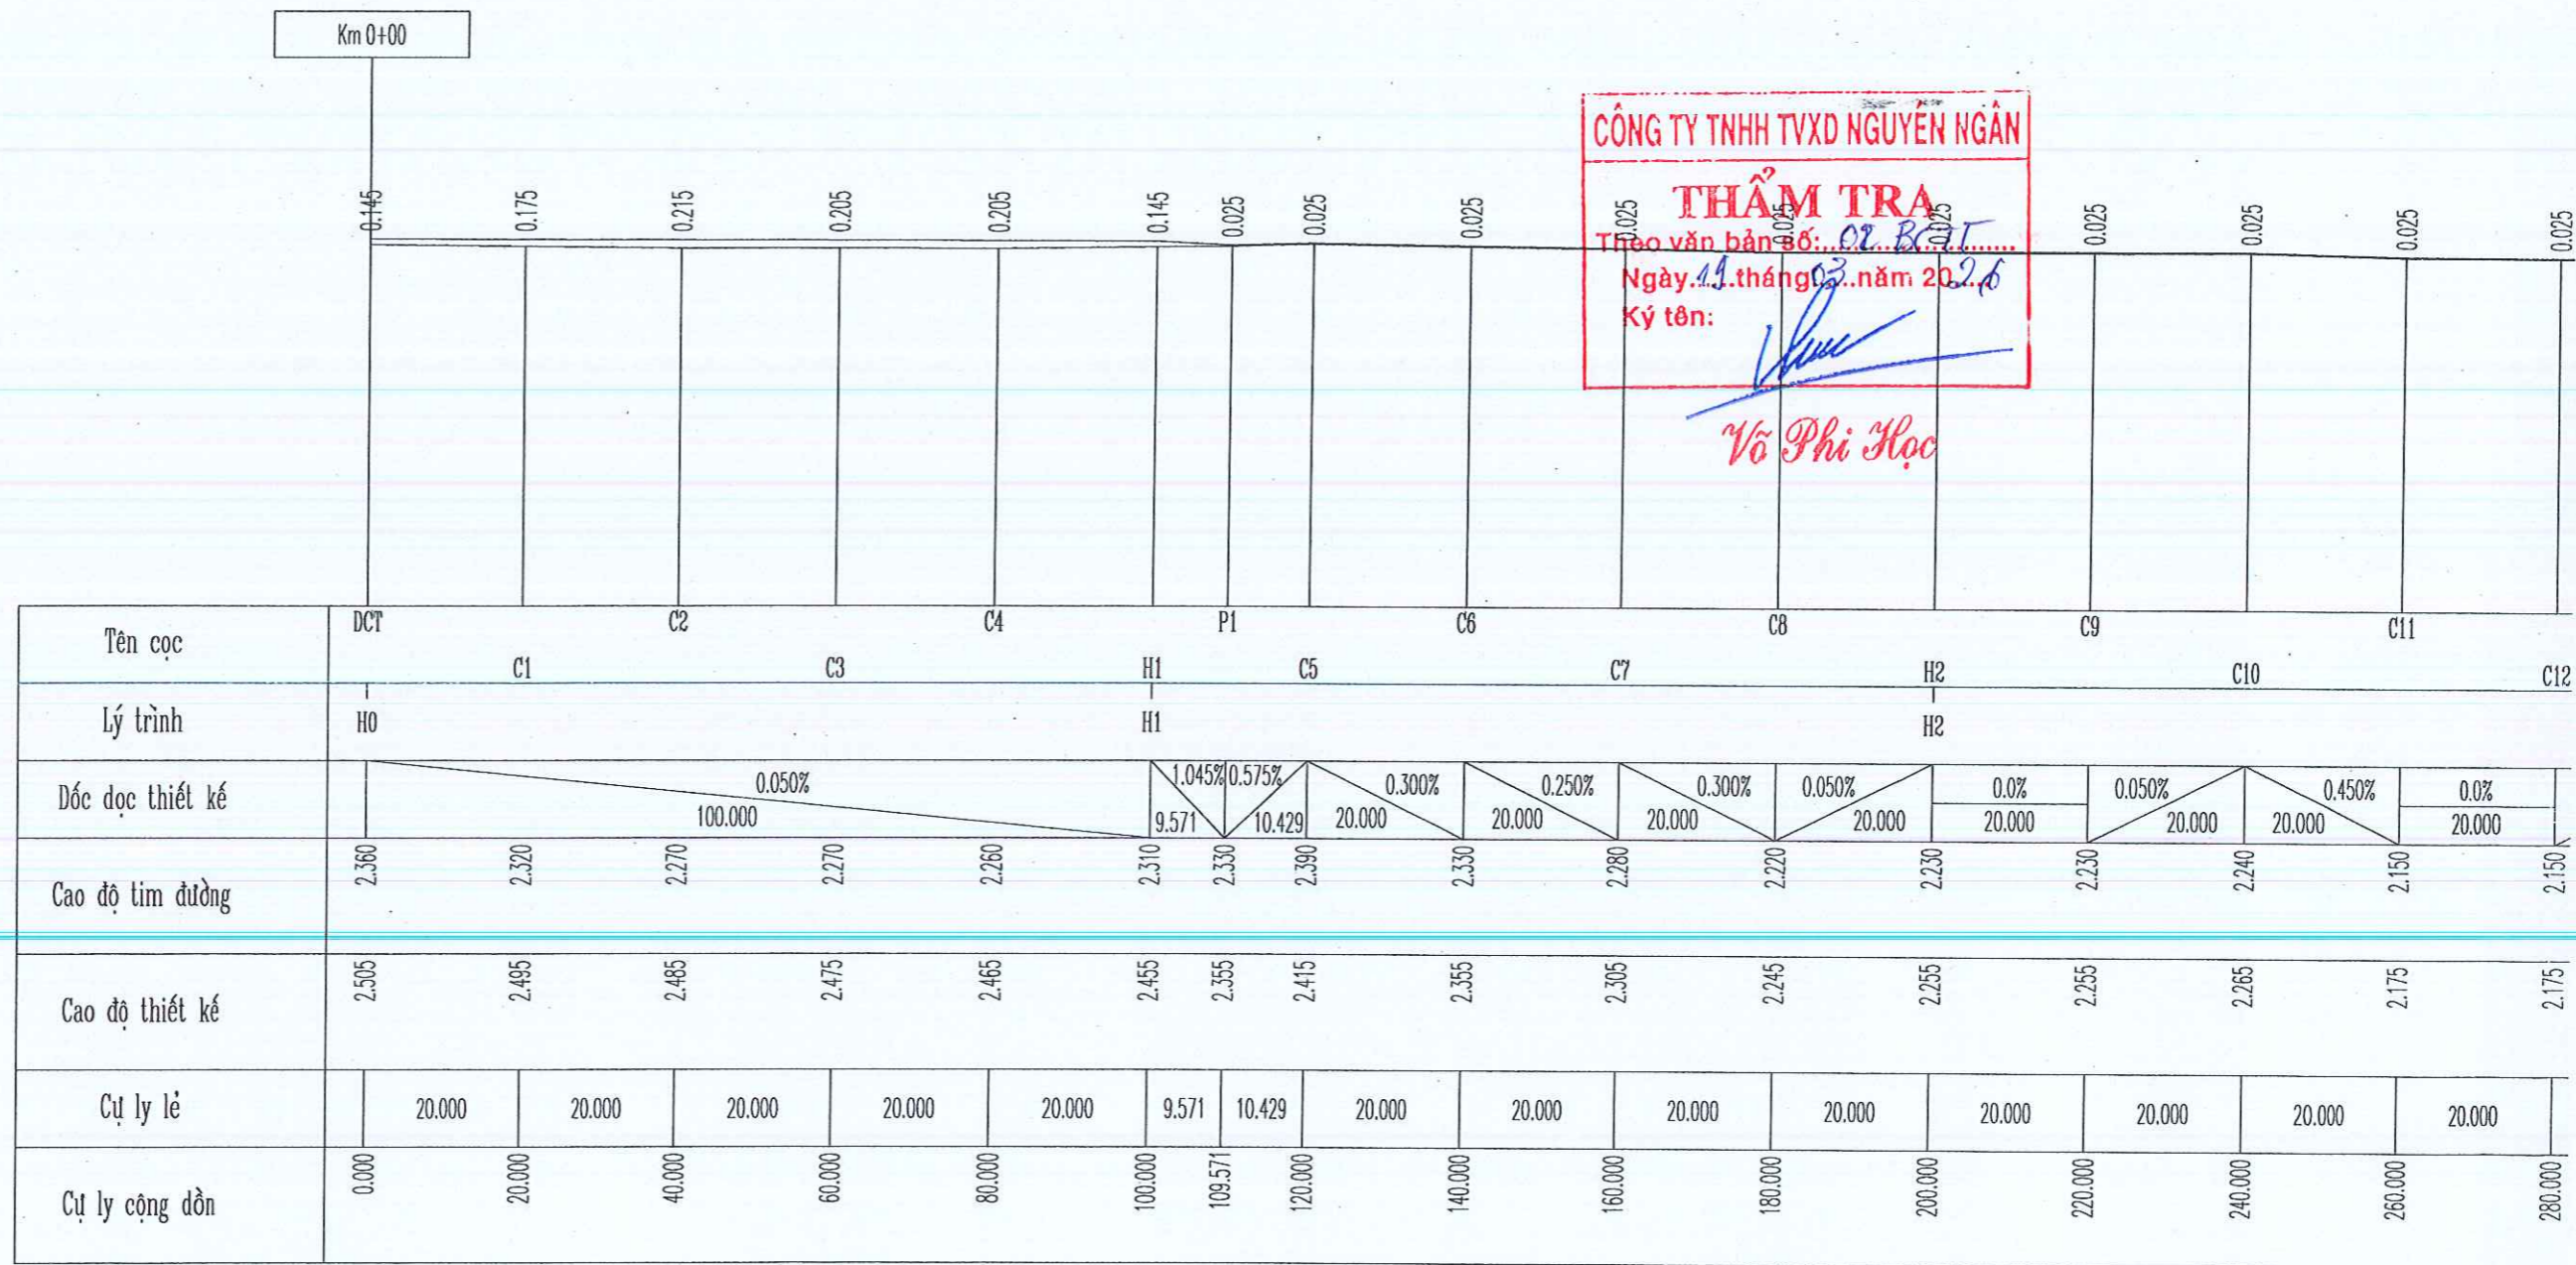 Km 0+00
0.145 0.175 0.215 0.205 0.205 0.145 0.025 0.025 0.025 0.025 0.025 0.025 0.025 0.025 0.025 0.025
CÔNG TY TNHH TVXD NGUYÊN NGÂN
THẨM TRA
Theo văn bản số:
Ngày 19 tháng 03 năm 2026
Ký tên:
Võ Phi Học
Tên cọc
DCT C2 C4 P1 C6 C8 C9 C11
C1 C3 H1 C5 C7 H2 C10 C12
Lý trình H0 H1 H2
Dốc dọc thiết kế
0.050% 1.045% 0.575% 0.300% 0.250% 0.300% 0.050% 0.0% 0.050% 0.450% 0.0%
100.000 9.571 10.429 20.000 20.000 20.000 20.000 20.000 20.000 20.000 20.000
Cao độ tim đường
2.360 2.320 2.270 2.270 2.260 2.310 2.330 2.390 2.330 2.280 2.220 2.230 2.230 2.240 2.150 2.150
Cao độ thiết kế
2.505 2.495 2.485 2.475 2.465 2.455 2.355 2.415 2.355 2.305 2.245 2.255 2.255 2.265 2.175 2.175
Cự ly lẻ
20.000 20.000 20.000 20.000 20.000 9.571 10.429 20.000 20.000 20.000 20.000 20.000 20.000 20.000 20.000
Cự ly cộng dồn
0.000 20.000 40.000 60.000 80.000 100.000 109.571 120.000 140.000 160.000 180.000 200.000 220.000 240.000 260.000 280.000